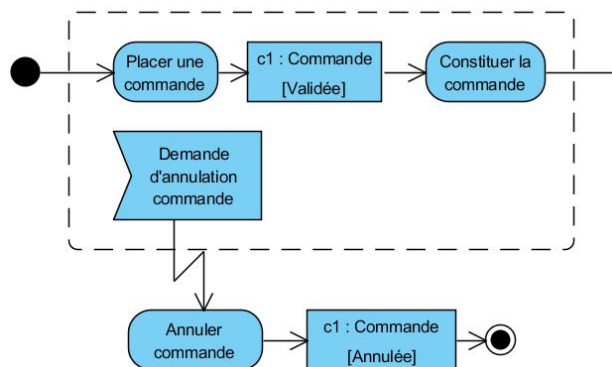 Placer une
commande
c1 : Commande
[Validée]
Constituer la
commande
Demande
d'annulation
commande
Annuler
commande
c1 : Commande
[Annulée]